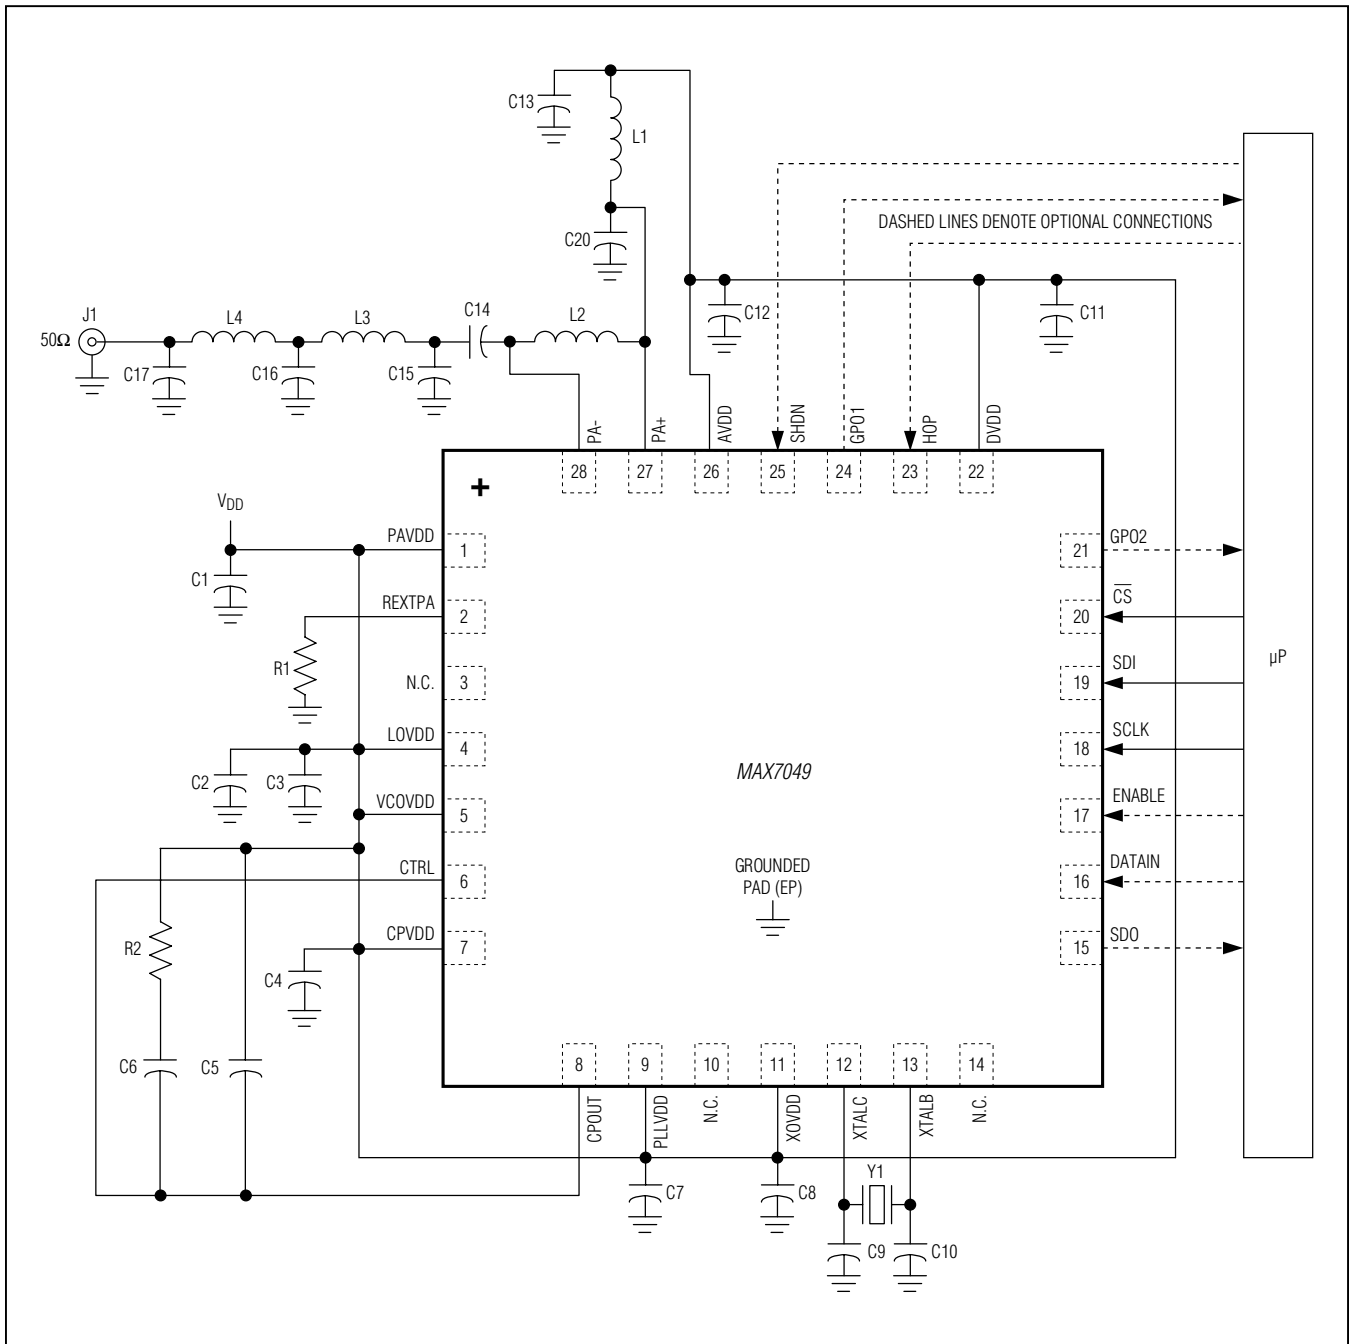 C13
L1
C20
DASHED LINES DENOTE OPTIONAL CONNECTIONS
J1
50Ω
L4
L3
C14
L2
C12
C11
C17
C16
C15
PA-
PA+
AVDD
SHDN
GPO1
HOP
DVDD
28
27
26
25
24
23
22
+
VDD
C1
PAVDD
1
REXTPA
2
R1
N.C.
3
LOVDD
4
C2
C3
VCOVDD
5
CTRL
6
R2
CPVDD
7
C4
C6
C5
MAX7049
GROUNDED
PAD (EP)
21
GPO2
20
CS
19
SDI
18
SCLK
17
ENABLE
16
DATAIN
15
SDO
µP
8
9
10
11
12
13
14
CPOUT
PLLVDD
N.C.
XOVDD
XTALC
XTALB
N.C.
C7
C8
Y1
C9
C10